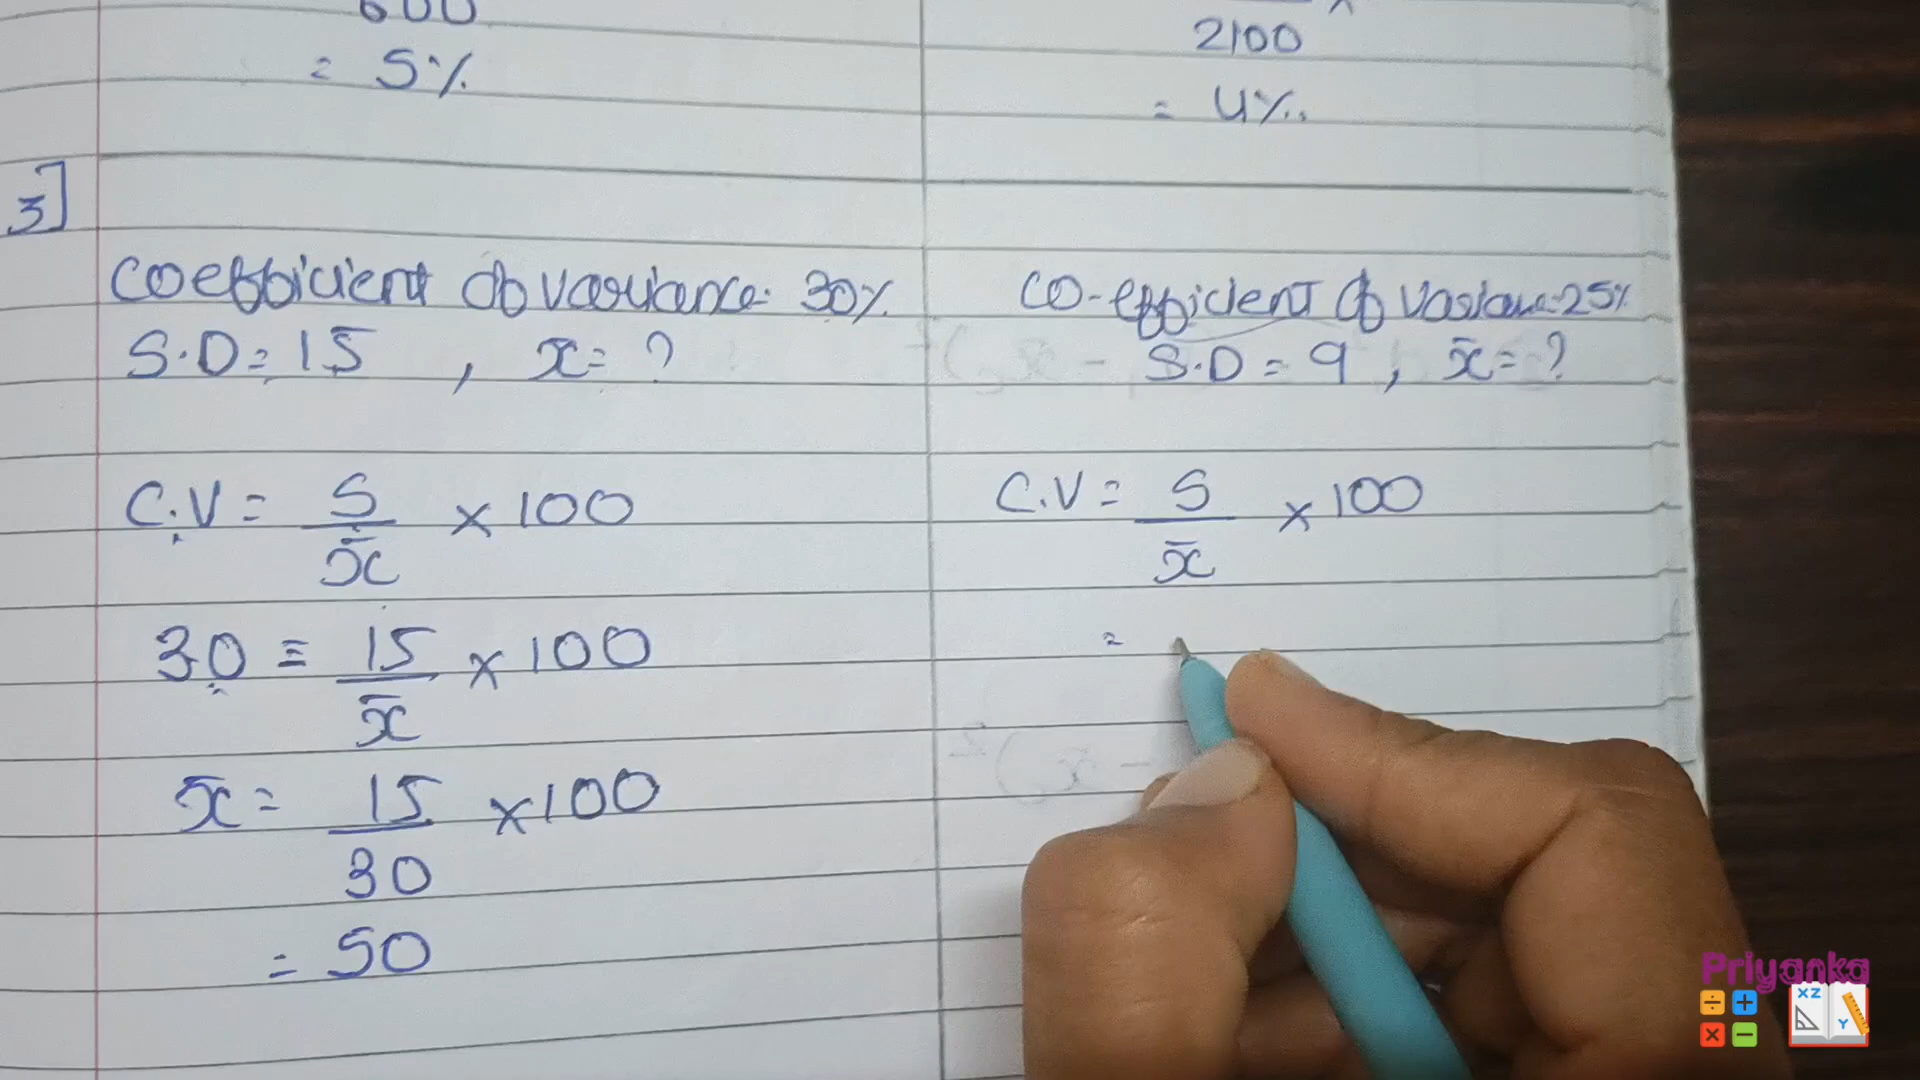 600
= 5%
2100
= 4%
3]
Coefficient of variance. 30%
S.D = 15 , x = ?
C.V = S/x̄ × 100
30 = 15/x̄ × 100
x̄ = 15/30 × 100
= 50
co-efficient of variance = 25%
S.D = 9 , x̄ = ?
C.V = S/x̄ × 100
=
Priyanka
XZ
Y